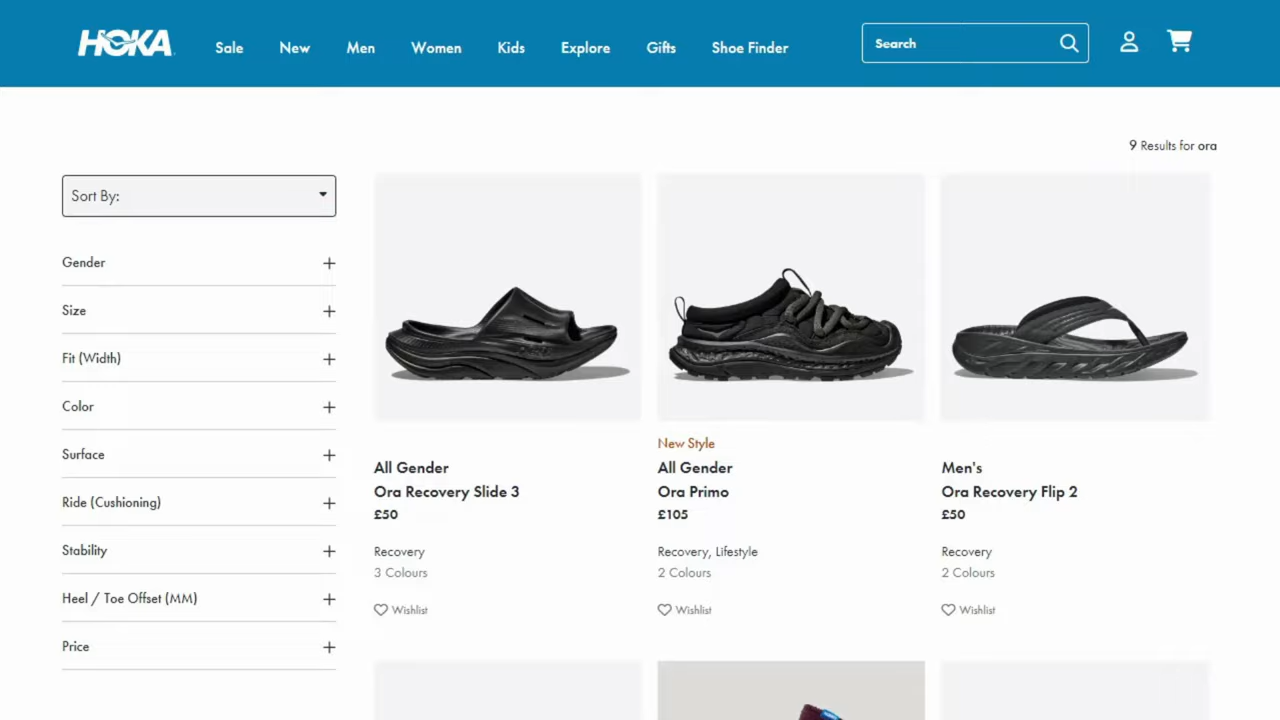 HOKA
Sale New Men Women Kids Explore Gifts Shoe Finder
Search
9 Results for ora
Sort By:
Gender
Size
Fit (Width)
Color
Surface
Ride (Cushioning)
Stability
Heel / Toe Offset (MM)
Price
All Gender
Ora Recovery Slide 3
£50
Recovery
3 Colours
Wishlist
New Style
All Gender
Ora Primo
£105
Recovery, Lifestyle
2 Colours
Wishlist
Men's
Ora Recovery Flip 2
£50
Recovery
2 Colours
Wishlist